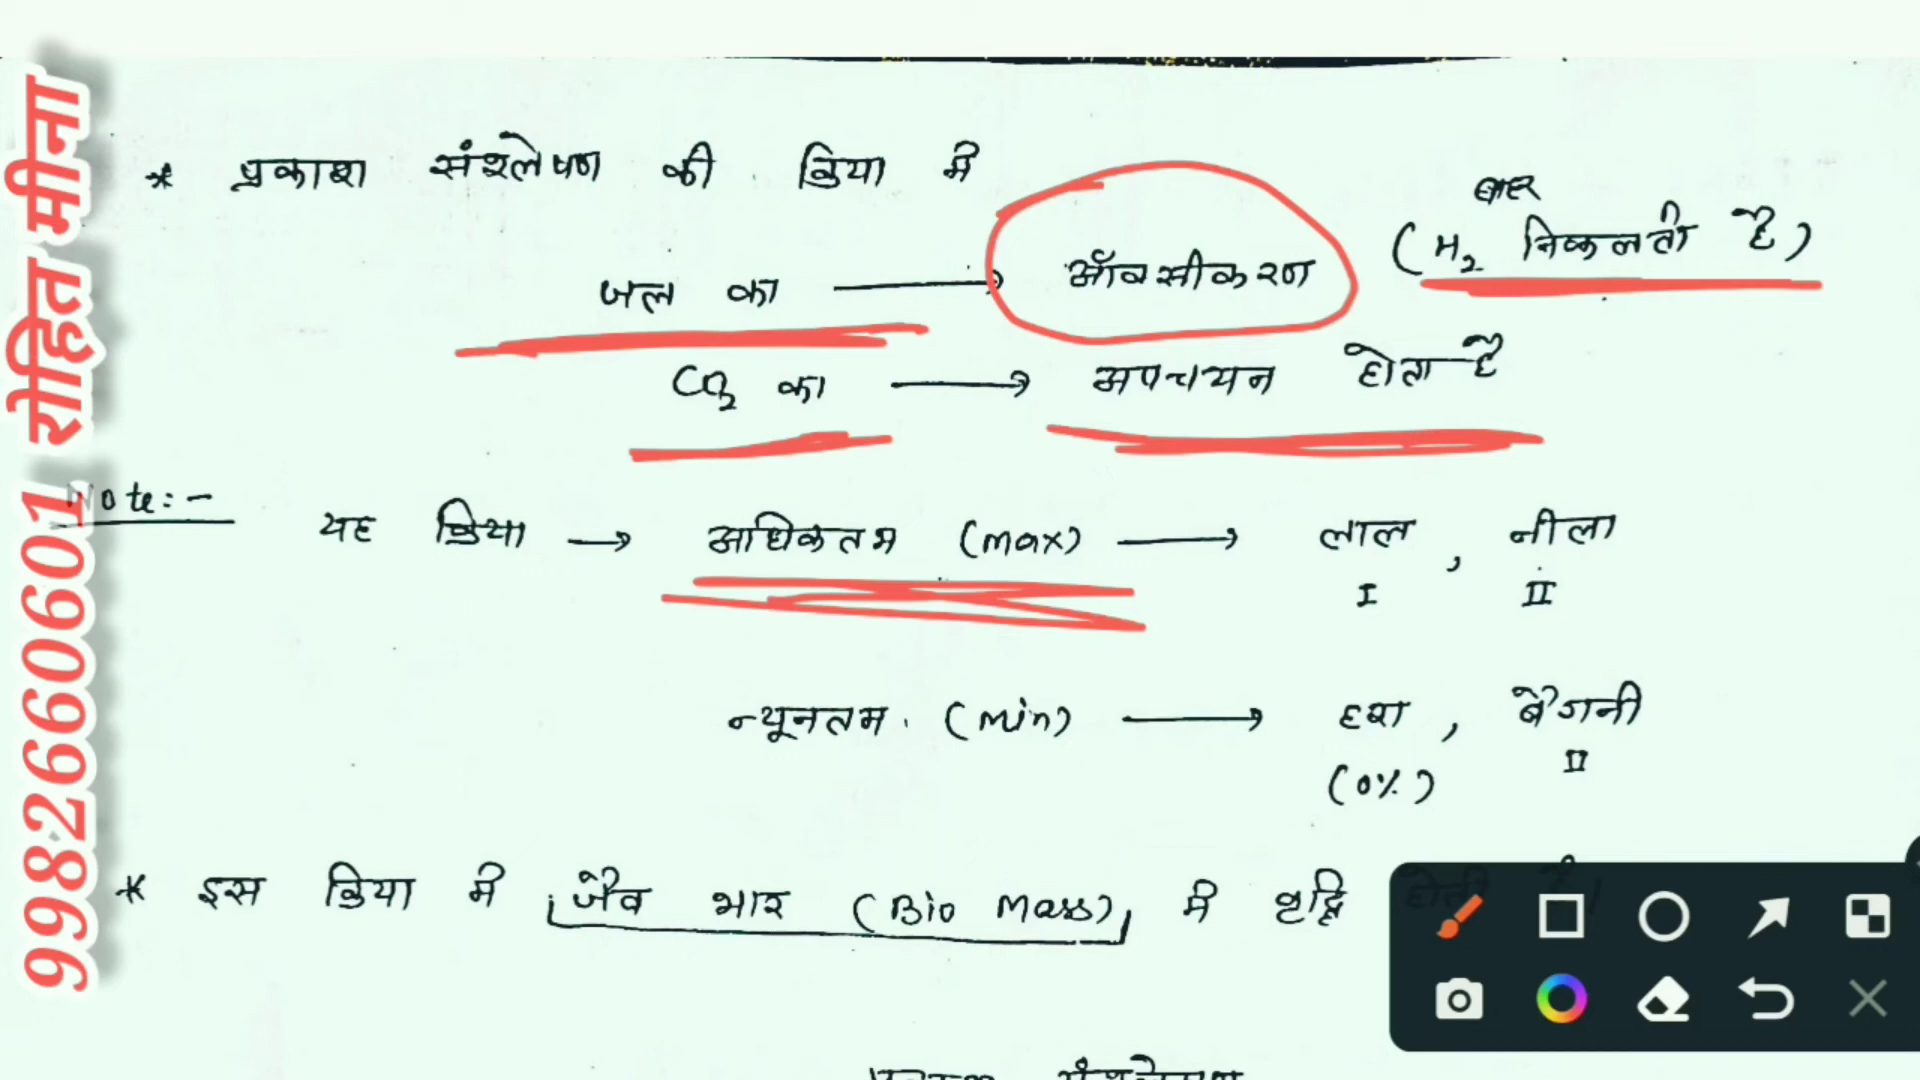 9982660601 रोहित मीना
* प्रकाश संश्लेषण की क्रिया मे
जल का → ऑक्सीकरण (H₂ बाहर निकलती है)
CO₂ का → अपचयन होता है
Note:- यह क्रिया → अधिकतम (max) → लाल , नीला
I II
न्यूनतम (min) → हरा , बैगनी
(0%) II
* इस क्रिया मे जैव भार (Bio Mass) मे वृद्धि